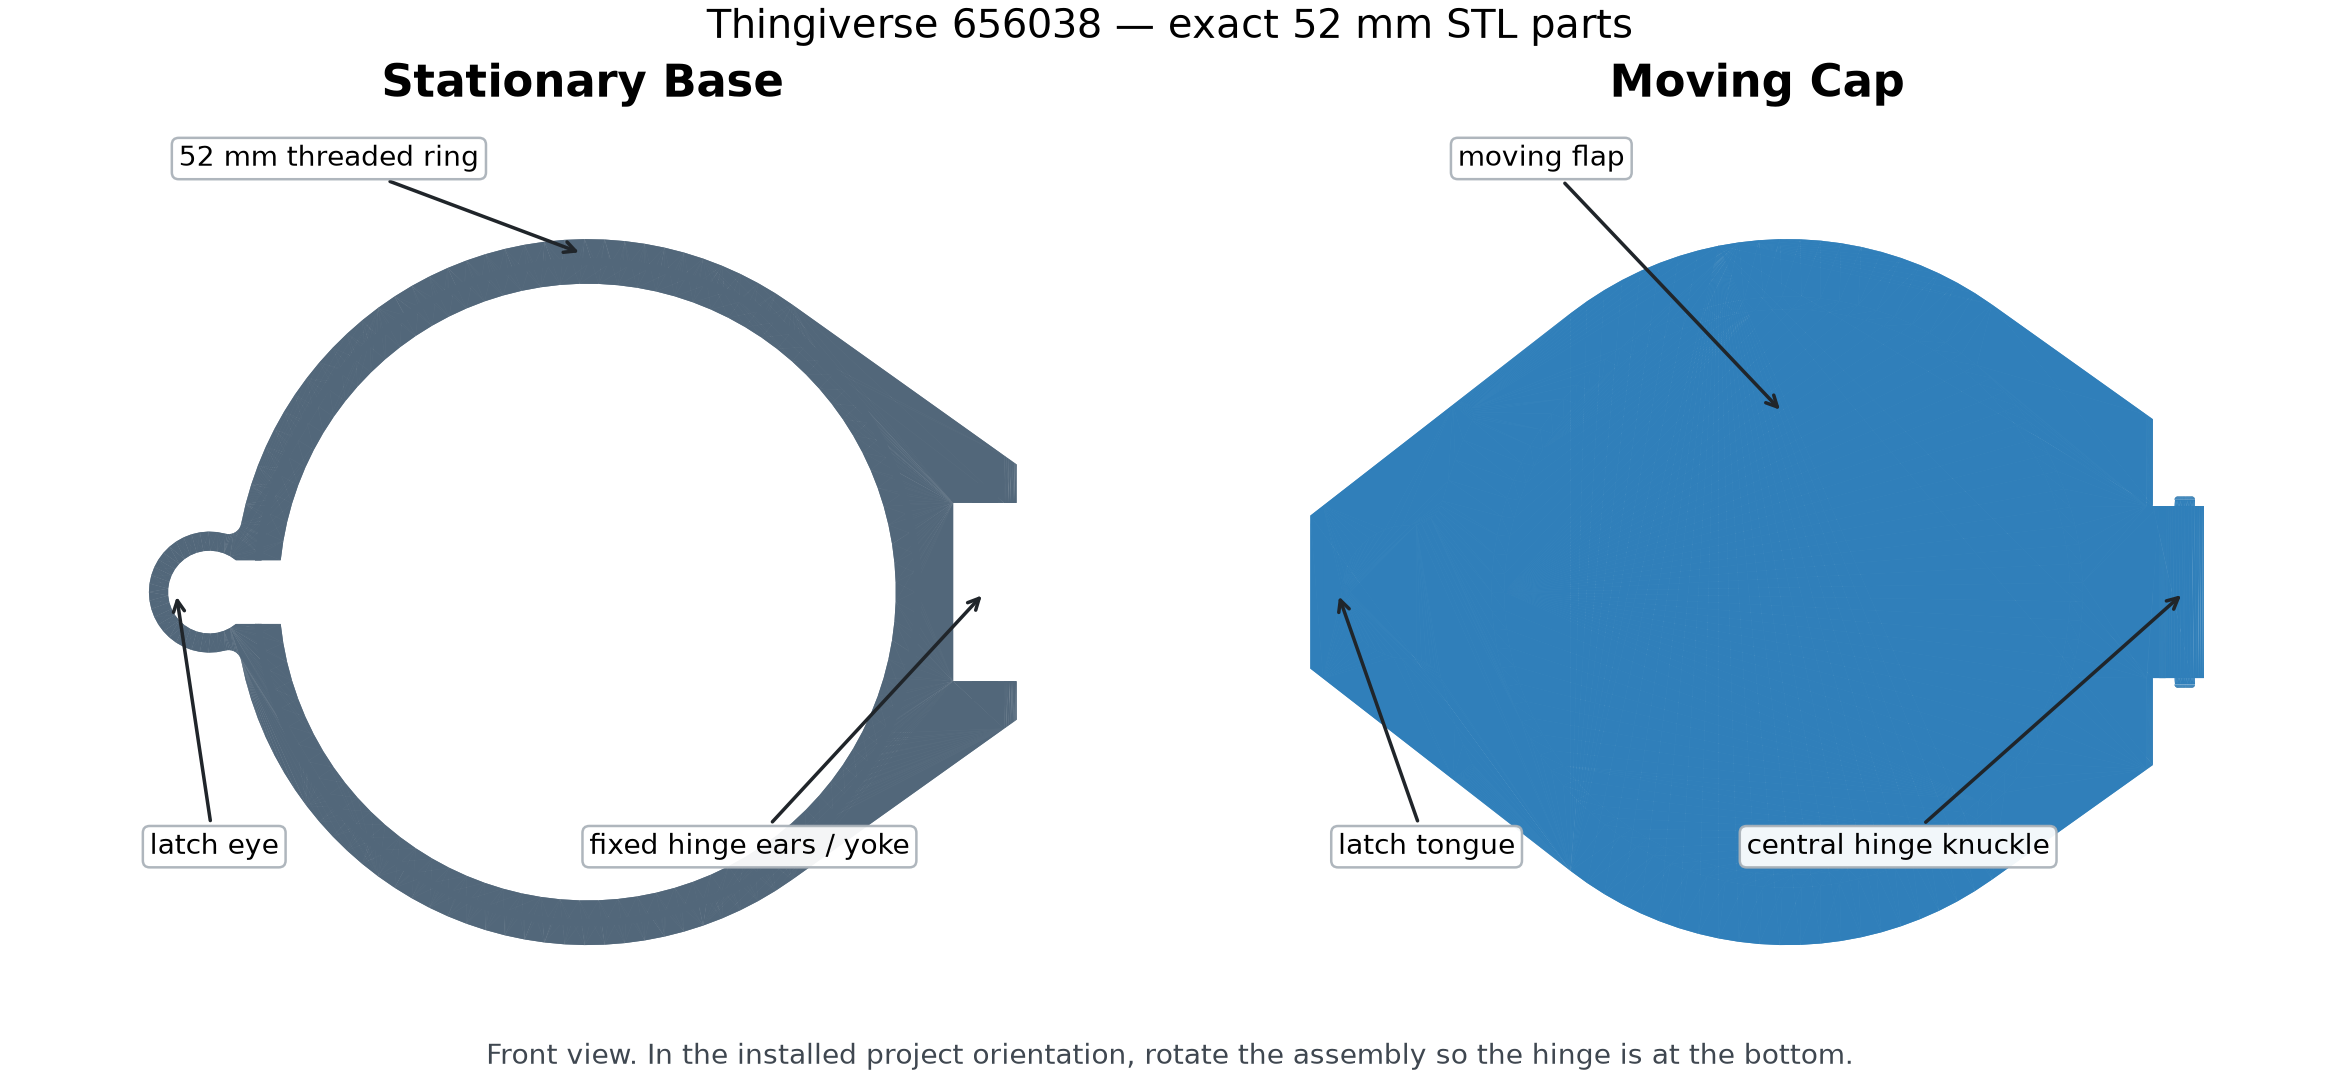 Thingiverse 656038 — exact 52 mm STL parts
Stationary Base
Moving Cap
52 mm threaded ring
moving flap
latch eye
fixed hinge ears / yoke
latch tongue
central hinge knuckle
Front view. In the installed project orientation, rotate the assembly so the hinge is at the bottom.